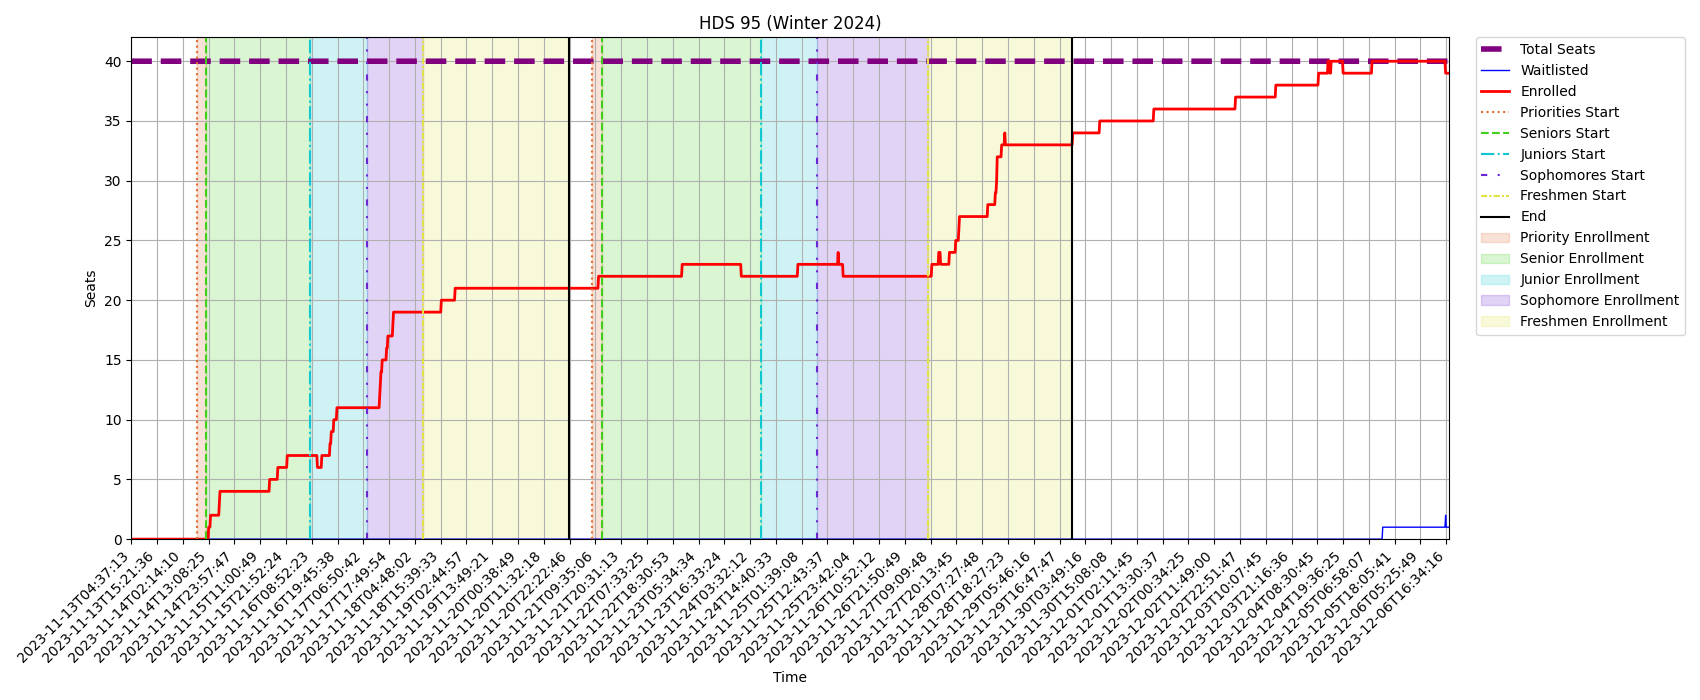 HDS 95 (Winter 2024)
Seats
40
35
30
25
20
15
10
5
0
2023-11-13T04:37:13
2023-11-13T15:21:36
2023-11-14T02:14:10
2023-11-14T13:08:25
2023-11-14T23:57:47
2023-11-15T11:00:49
2023-11-15T21:52:24
2023-11-16T08:52:23
2023-11-16T19:45:38
2023-11-17T06:50:42
2023-11-17T17:49:54
2023-11-18T04:48:02
2023-11-18T15:39:33
2023-11-19T02:44:57
2023-11-19T13:49:21
2023-11-20T00:38:49
2023-11-20T11:32:18
2023-11-20T22:22:46
2023-11-21T09:35:06
2023-11-21T20:31:13
2023-11-22T07:33:25
2023-11-22T18:30:53
2023-11-23T05:34:34
2023-11-23T16:33:24
2023-11-24T03:32:12
2023-11-24T14:40:33
2023-11-25T01:39:08
2023-11-25T12:43:37
2023-11-25T23:42:04
2023-11-26T10:52:12
2023-11-26T21:50:49
2023-11-27T09:09:48
2023-11-27T20:13:45
2023-11-28T07:27:48
2023-11-28T18:27:23
2023-11-29T05:46:16
2023-11-29T16:47:47
2023-11-30T03:49:16
2023-11-30T15:08:08
2023-12-01T02:11:45
2023-12-01T13:30:37
2023-12-02T00:34:25
2023-12-02T11:49:00
2023-12-02T22:51:47
2023-12-03T10:07:45
2023-12-03T21:16:36
2023-12-04T08:30:45
2023-12-04T19:36:25
2023-12-05T06:58:07
2023-12-05T18:05:41
2023-12-06T05:25:49
2023-12-06T16:34:16
Time
Total Seats
Waitlisted
Enrolled
Priorities Start
Seniors Start
Juniors Start
Sophomores Start
Freshmen Start
End
Priority Enrollment
Senior Enrollment
Junior Enrollment
Sophomore Enrollment
Freshmen Enrollment